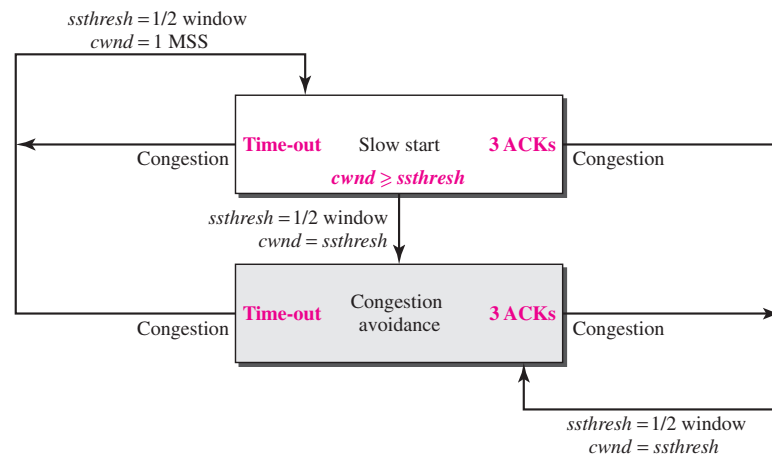 ssthresh = 1/2 window
cwnd = 1 MSS
Time-out
Slow start
3 ACKs
Congestion
Congestion
cwnd ⩾ ssthresh
ssthresh = 1/2 window
cwnd = ssthresh
Time-out
Congestion
avoidance
3 ACKs
Congestion
Congestion
ssthresh = 1/2 window
cwnd = ssthresh